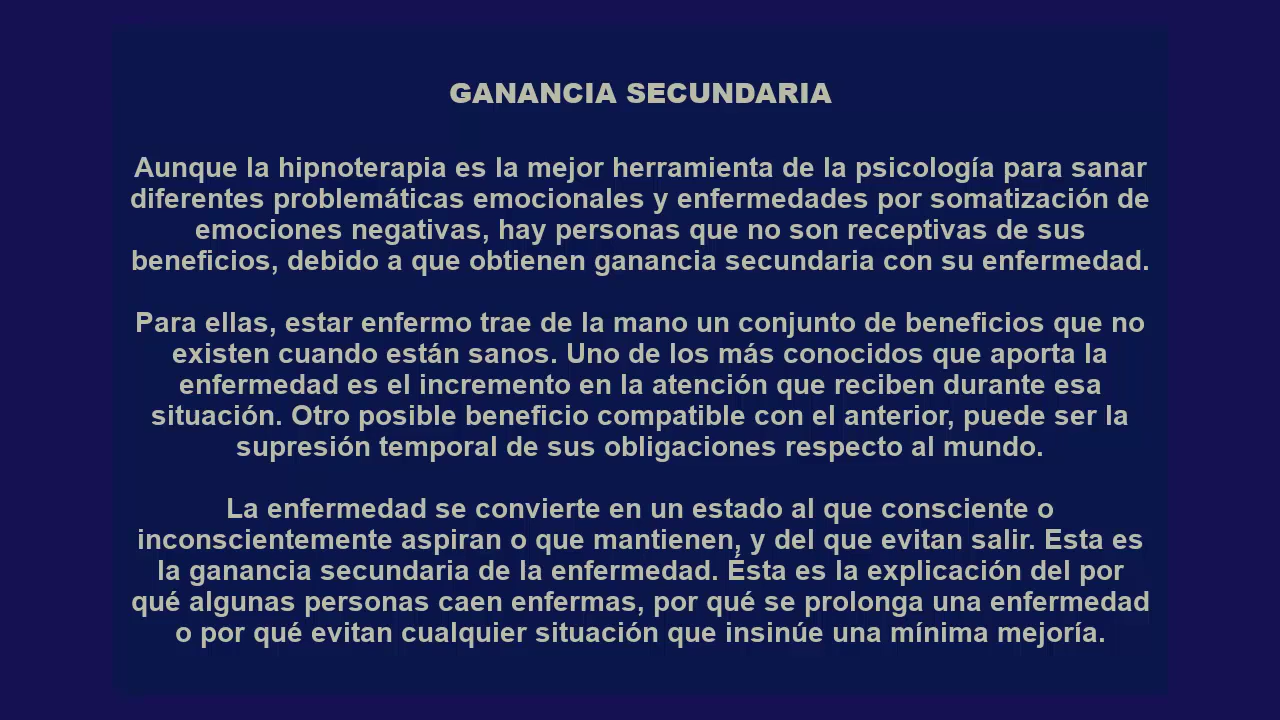 GANANCIA SECUNDARIA
Aunque la hipnoterapia es la mejor herramienta de la psicología para sanar
diferentes problemáticas emocionales y enfermedades por somatización de
emociones negativas, hay personas que no son receptivas de sus
beneficios, debido a que obtienen ganancia secundaria con su enfermedad.
Para ellas, estar enfermo trae de la mano un conjunto de beneficios que no
existen cuando están sanos. Uno de los más conocidos que aporta la
enfermedad es el incremento en la atención que reciben durante esa
situación. Otro posible beneficio compatible con el anterior, puede ser la
supresión temporal de sus obligaciones respecto al mundo.
La enfermedad se convierte en un estado al que consciente o
inconscientemente aspiran o que mantienen, y del que evitan salir. Esta es
la ganancia secundaria de la enfermedad. Ésta es la explicación del por
qué algunas personas caen enfermas, por qué se prolonga una enfermedad
o por qué evitan cualquier situación que insinúe una mínima mejoría.